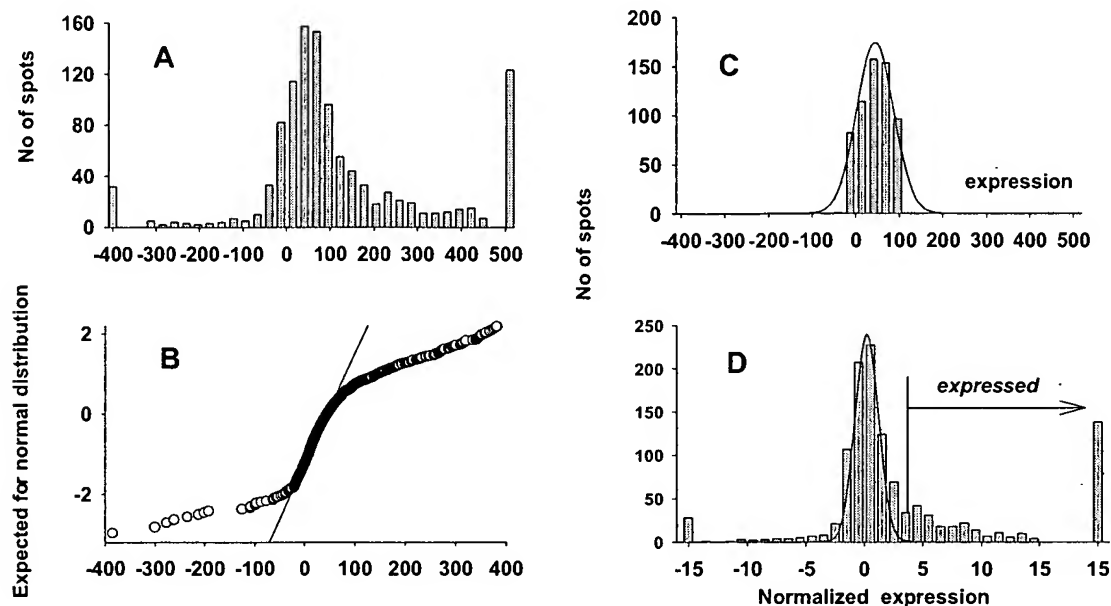 A
No of spots
160
120
80
40
0
-400 -300 -200 -100 0 100 200 300 400 500
B
Expected for normal distribution
2
0
-2
-400 -300 -200 -100 0 100 200 300 400
C
No of spots
200
150
100
50
0
expression
-400 -300 -200 -100 0 100 200 300 400 500
D
250
200
150
100
50
0
expressed
-15 -10 -5 0 5 10 15 15
Normalized expression